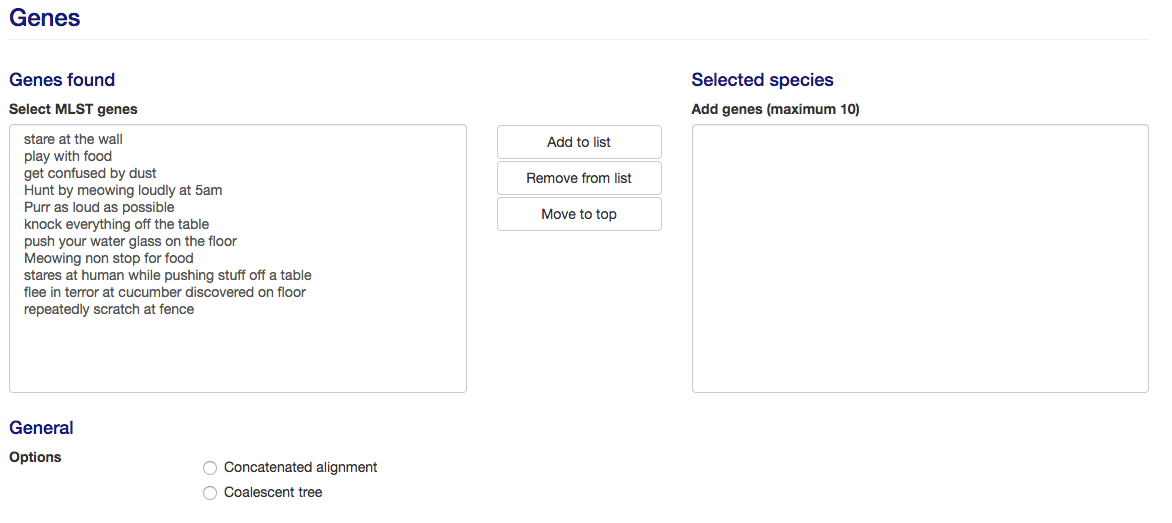 Genes
Genes found
Selected species
Select MLST genes
Add genes (maximum 10)
stare at the wall
play with food
get confused by dust
Hunt by meowing loudly at 5am
Purr as loud as possible
knock everything off the table
push your water glass on the floor
Meowing non stop for food
stares at human while pushing stuff off a table
flee in terror at cucumber discovered on floor
repeatedly scratch at fence
Add to list
Remove from list
Move to top
General
Options
Concatenated alignment
Coalescent tree